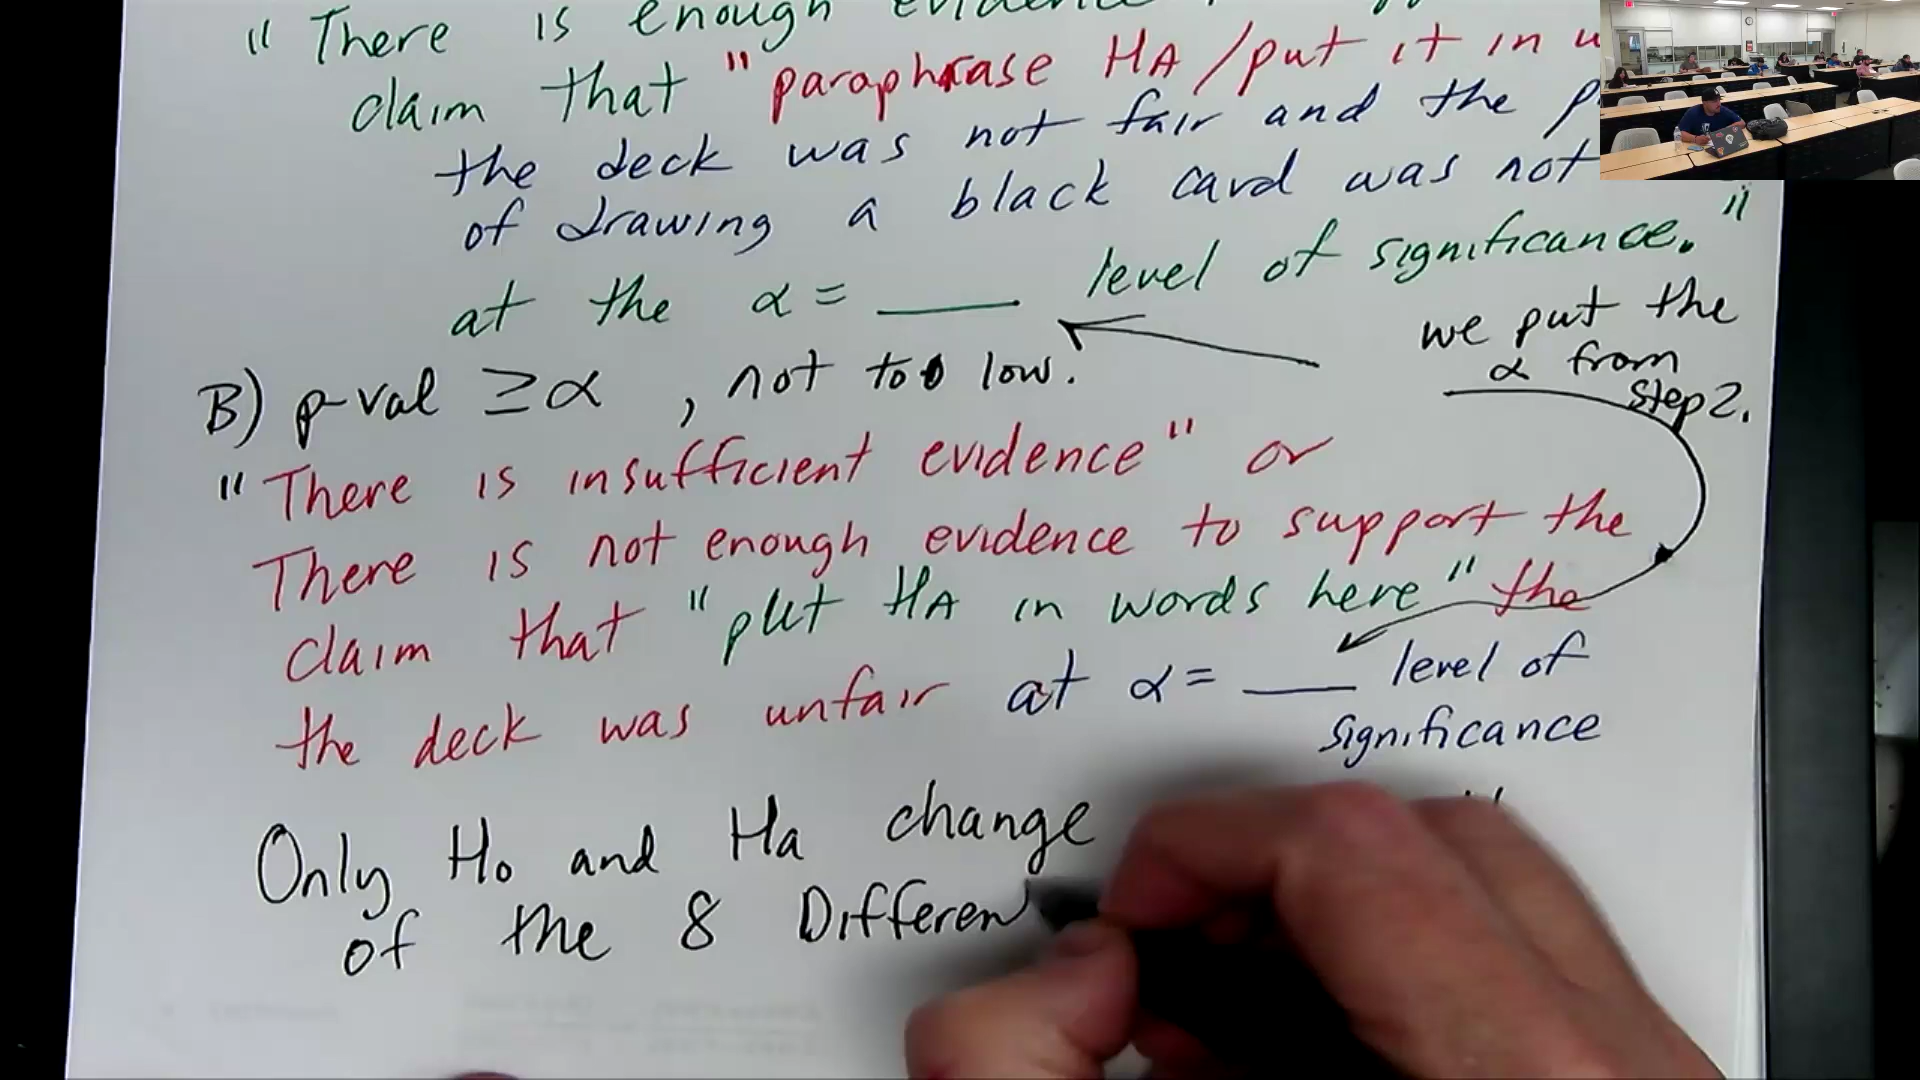 " There is enough
claim that "paraphrase HA /put it in
the deck was not fair and the
of drawing a black card was not
at the α = ____ level of significance."
we put the
α from
step 2.
B) p-val ≥ α , not too low.
"There is insufficient evidence" or
There is not enough evidence to support the
claim that "put HA in words here" the
the deck was unfair at α = ____ level of
significance
Only Ho and Ha change
of the 8 Differen